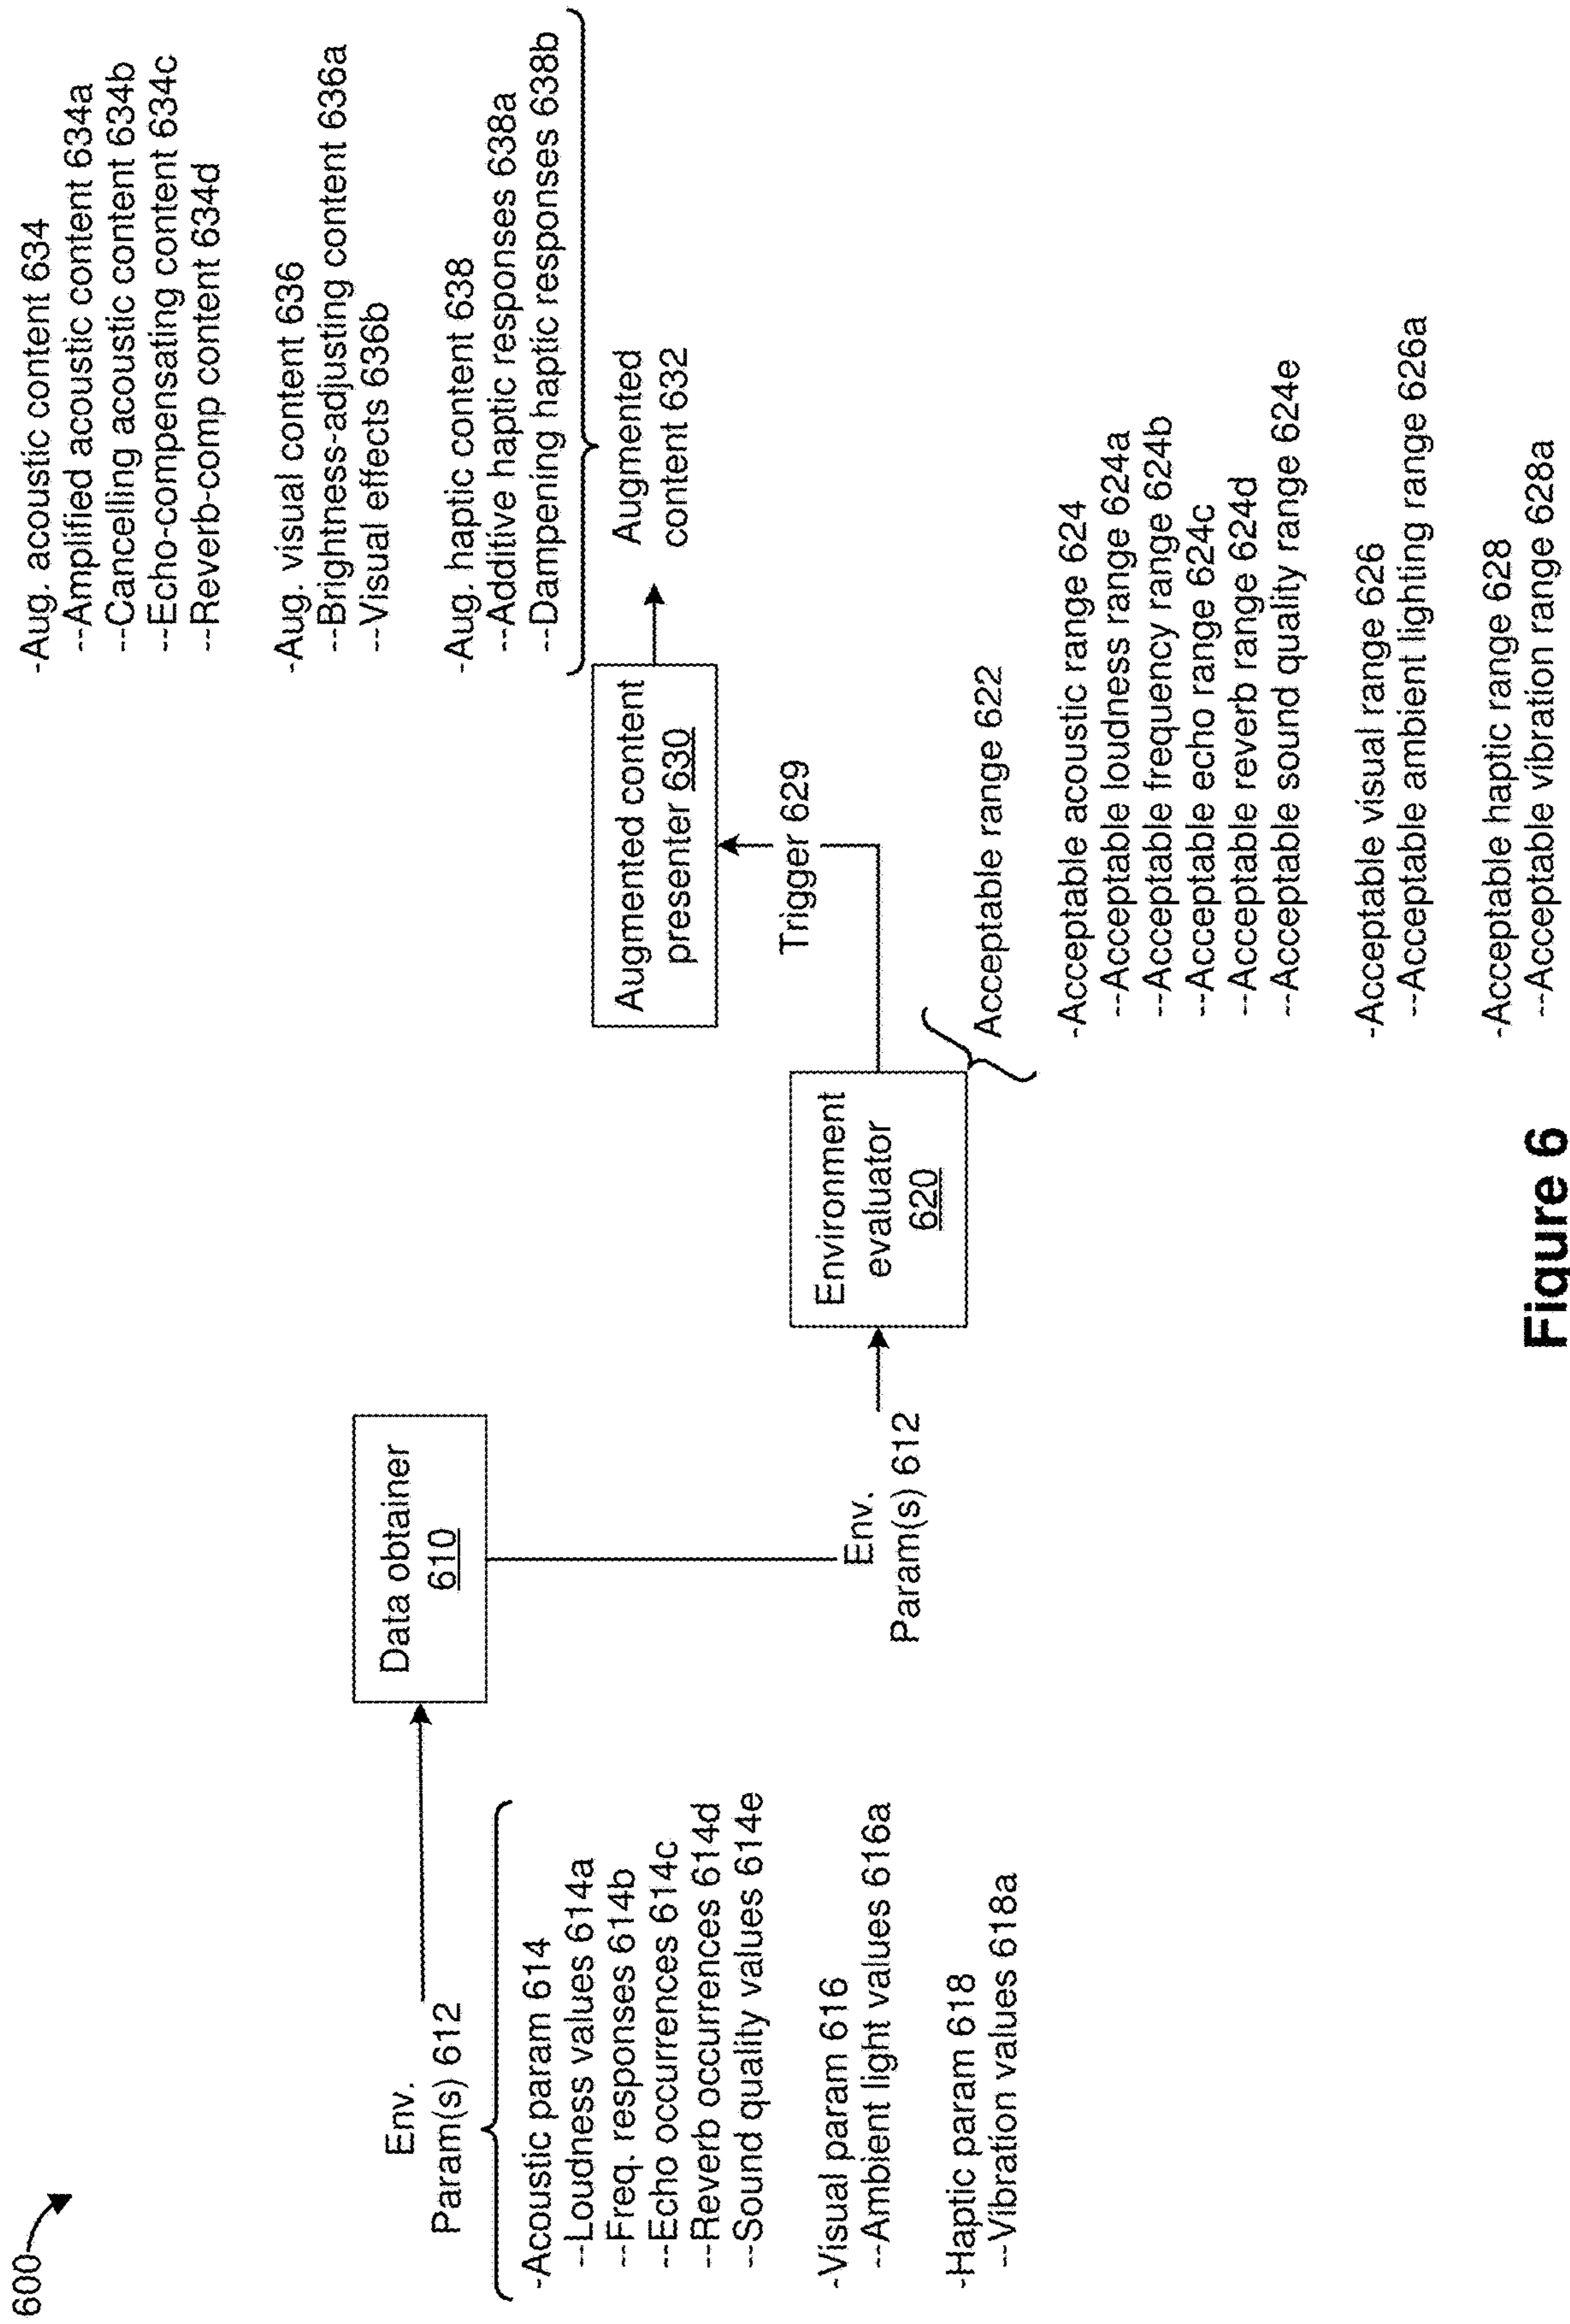 600
Env.
Param(s) 612
-Acoustic param 614
--Loudness values 614a
--Freq. responses 614b
--Echo occurrences 614c
--Reverb occurrences 614d
--Sound quality values 614e
-Visual param 616
--Ambient light values 616a
-Haptic param 618
--Vibration values 618a
Data obtainer
610
Env.
Param(s) 612
Environment
evaluator
620
Acceptable range 622
-Acceptable acoustic range 624
--Acceptable loudness range 624a
--Acceptable frequency range 624b
--Acceptable echo range 624c
--Acceptable reverb range 624d
--Acceptable sound quality range 624e
-Acceptable visual range 626
--Acceptable ambient lighting range 626a
-Acceptable haptic range 628
--Acceptable vibration range 628a
Trigger 629
Augmented content
presenter 630
Augmented
content 632
-Aug. acoustic content 634
--Amplified acoustic content 634a
--Cancelling acoustic content 634b
--Echo-compensating content 634c
--Reverb-comp content 634d
-Aug. visual content 636
--Brightness-adjusting content 636a
--Visual effects 636b
-Aug. haptic content 638
--Additive haptic responses 638a
--Dampening haptic responses 638b
Figure 6